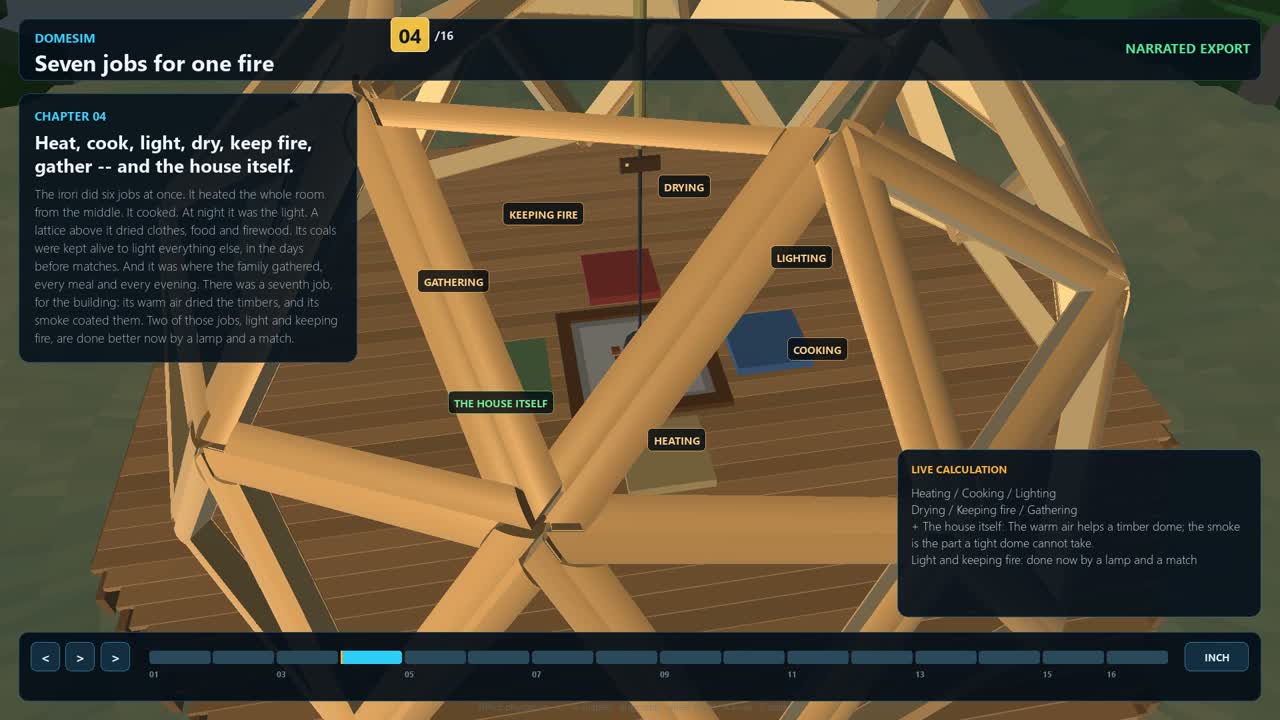 DOMESIM
Seven jobs for one fire
04 /16
NARRATED EXPORT
CHAPTER 04
Heat, cook, light, dry, keep fire,
gather -- and the house itself.
The irori did six jobs at once. It heated the whole room
from the middle. It cooked. At night it was the light. A
lattice above it dried clothes, food and firewood. Its coals
were kept alive to light everything else, in the days
before matches. And it was where the family gathered,
every meal and every evening. There was a seventh job,
for the building: its warm air dried the timbers, and its
smoke coated them. Two of those jobs, light and keeping
fire, are done better now by a lamp and a match.
DRYING
KEEPING FIRE
LIGHTING
GATHERING
COOKING
THE HOUSE ITSELF
HEATING
LIVE CALCULATION
Heating / Cooking / Lighting
Drying / Keeping fire / Gathering
+ The house itself: The warm air helps a timber dome; the smoke
is the part a tight dome cannot take.
Light and keeping fire: done now by a lamp and a match
< > >
INCH
01 03 05 07 09 11 13 15 16